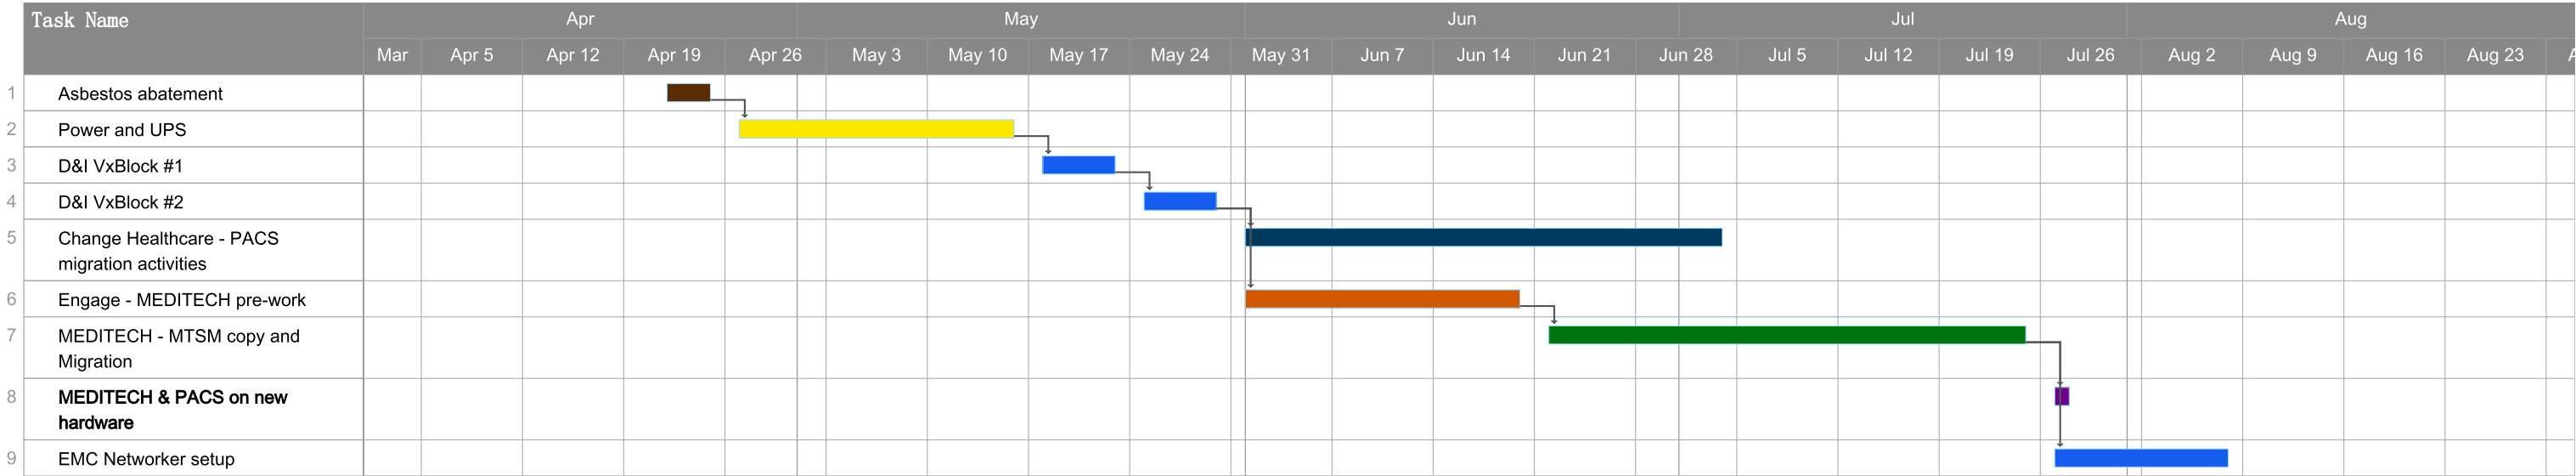 Task Name
Apr May Jun Jul Aug
Mar Apr 5 Apr 12 Apr 19 Apr 26 May 3 May 10 May 17 May 24 May 31 Jun 7 Jun 14 Jun 21 Jun 28 Jul 5 Jul 12 Jul 19 Jul 26 Aug 2 Aug 9 Aug 16 Aug 23
1 Asbestos abatement
2 Power and UPS
3 D&I VxBlock #1
4 D&I VxBlock #2
5 Change Healthcare - PACS
migration activities
6 Engage - MEDITECH pre-work
7 MEDITECH - MTSM copy and
Migration
8 MEDITECH & PACS on new
hardware
9 EMC Networker setup